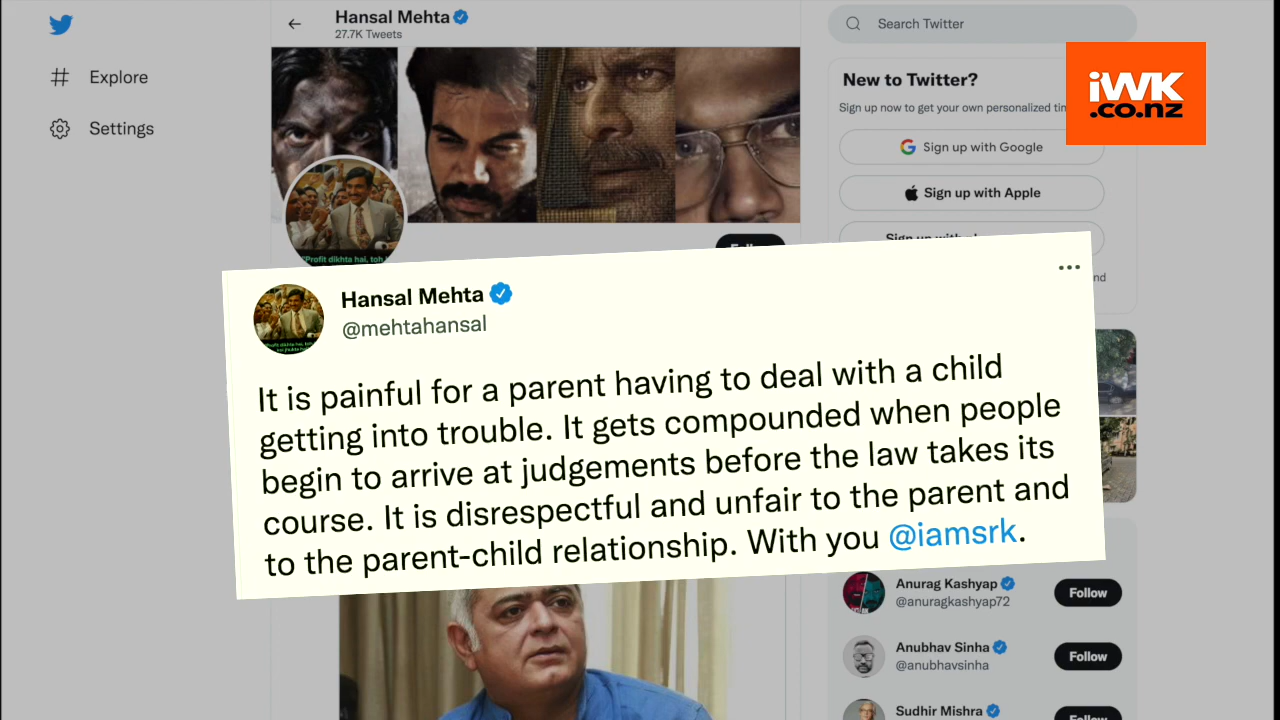 Hansal Mehta
27.7K Tweets
Explore
Settings
Search Twitter
New to Twitter?
Sign up now to get your own personalized
Sign up with Google
Sign up with Apple
Sign up with
iWK
.co.nz
"Profit dikhta hai, toh
Hansal Mehta
@mehtahansal
It is painful for a parent having to deal with a child
getting into trouble. It gets compounded when people
begin to arrive at judgements before the law takes its
course. It is disrespectful and unfair to the parent and
to the parent-child relationship. With you @iamsrk.
Anurag Kashyap
@anuragkashyap72
Follow
Anubhav Sinha
@anubhavsinha
Follow
Sudhir Mishra
Follow